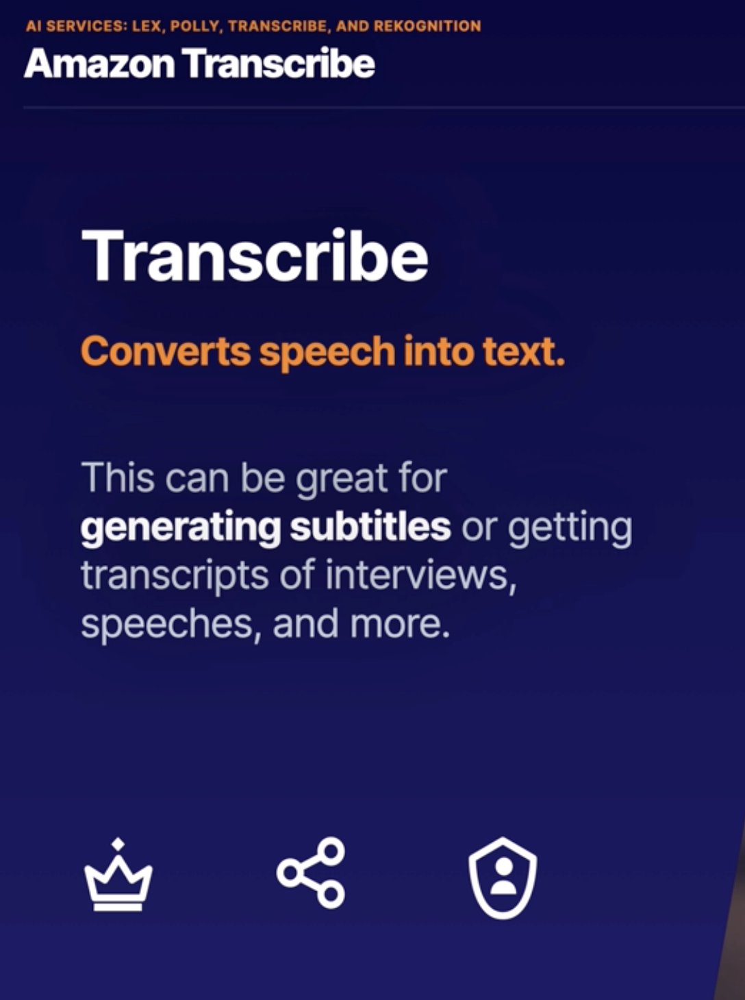 AI SERVICES: LEX, POLLY, TRANSCRIBE, AND REKOGNITION
Amazon Transcribe
Transcribe
Converts speech into text.
This can be great for
generating subtitles or getting
transcripts of interviews,
speeches, and more.